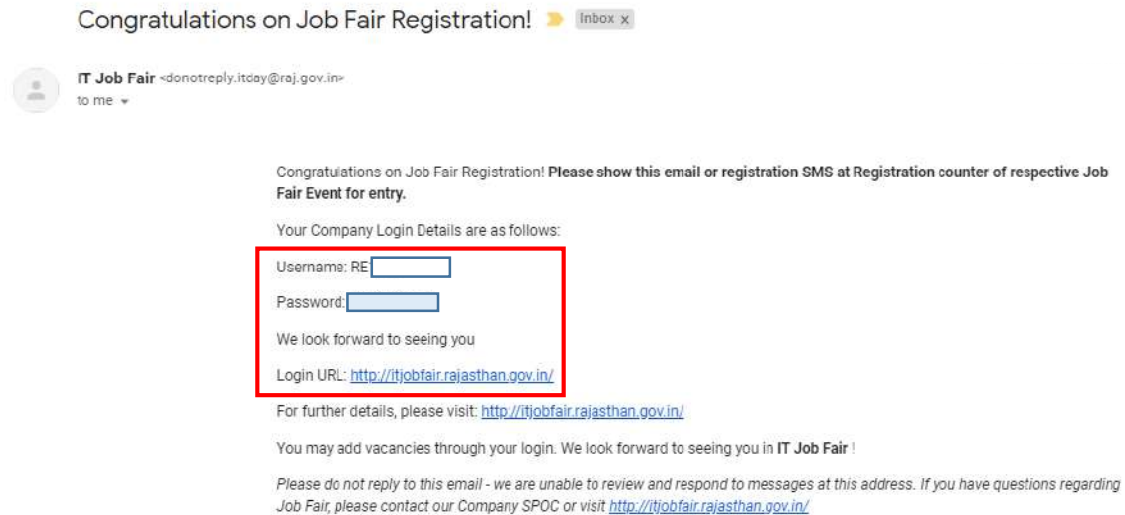 Congratulations on Job Fair Registration! Inbox x
IT Job Fair <donotreply.itday@raj.gov.in>
to me
Congratulations on Job Fair Registration! Please show this email or registration SMS at Registration counter of respective Job
Fair Event for entry.
Your Company Login Details are as follows:
Username: RE
Password:
We look forward to seeing you
Login URL: http://itjobfair.rajasthan.gov.in/
For further details, please visit: http://itjobfair.rajasthan.gov.in/
You may add vacancies through your login. We look forward to seeing you in IT Job Fair !
Please do not reply to this email - we are unable to review and respond to messages at this address. If you have questions regarding
Job Fair, please contact our Company SPOC or visit http://itjobfair.rajasthan.gov.in/